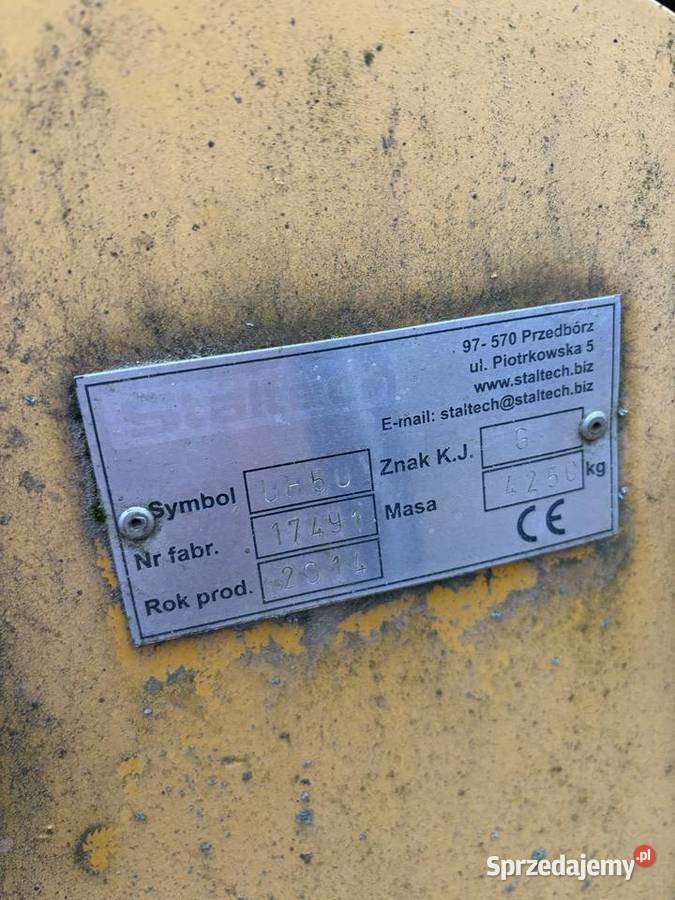 Staltech
97- 570 Przedbórz
ul. Piotrkowska 5
www.staltech.biz
E-mail: staltech@staltech.biz
Symbol UH50 Znak K.J. G
Nr fabr. 17491 Masa 4250 kg
Rok prod. 2014 CE
Sprzedajemy.pl